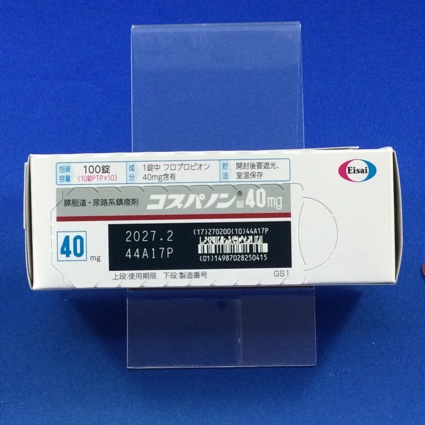 包装容量 100錠 (10錠PTP×10) 成分 1錠中 フロプロピオン 40mg含有 貯法 開封後要遮光、室温保存
Eisai
膵胆道・尿路系鎮痙剤 コスパノン®錠40mg
40mg
2027.2
44A17P
(17)270200(10)44A17P
(01)14987028250415
上段:使用期限 下段:製造番号
GS1